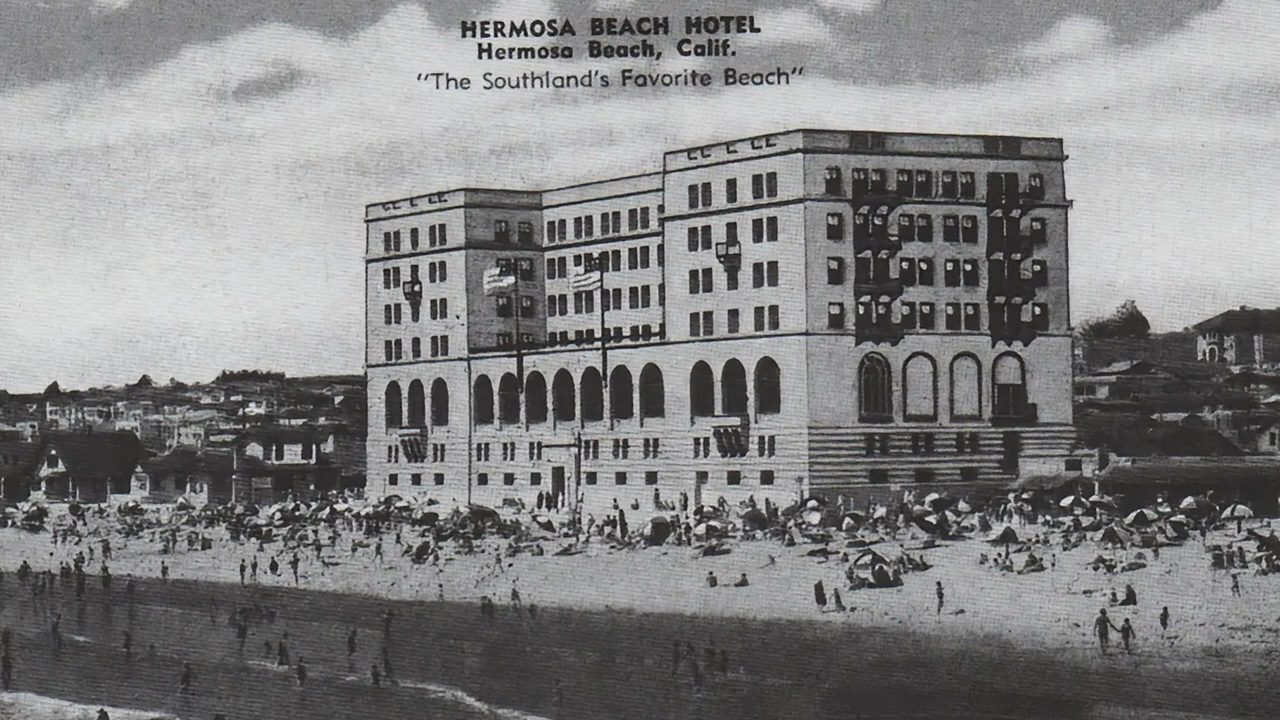 HERMOSA BEACH HOTEL
Hermosa Beach, Calif.
"The Southland's Favorite Beach"